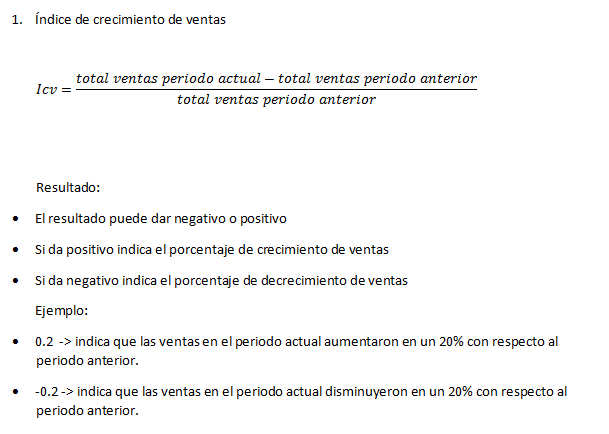 1. Índice de crecimiento de ventas
Icv = \frac{total ventas periodo actual − total ventas periodo anterior}{total ventas periodo anterior}
Resultado:
• El resultado puede dar negativo o positivo
• Si da positivo indica el porcentaje de crecimiento de ventas
• Si da negativo indica el porcentaje de decrecimiento de ventas
Ejemplo:
• 0.2 -> indica que las ventas en el periodo actual aumentaron en un 20% con respecto al
periodo anterior.
• -0.2 -> indica que las ventas en el periodo actual disminuyeron en un 20% con respecto al
periodo anterior.